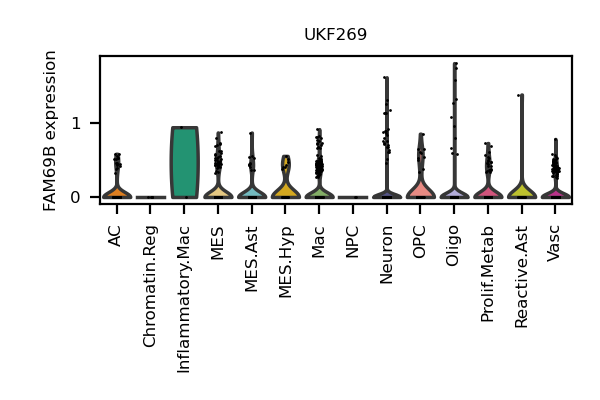 UKF269
FAM69B expression
1
0
AC
Chromatin.Reg
Inflammatory.Mac
MES
MES.Ast
MES.Hyp
Mac
NPC
Neuron
OPC
Oligo
Prolif.Metab
Reactive.Ast
Vasc